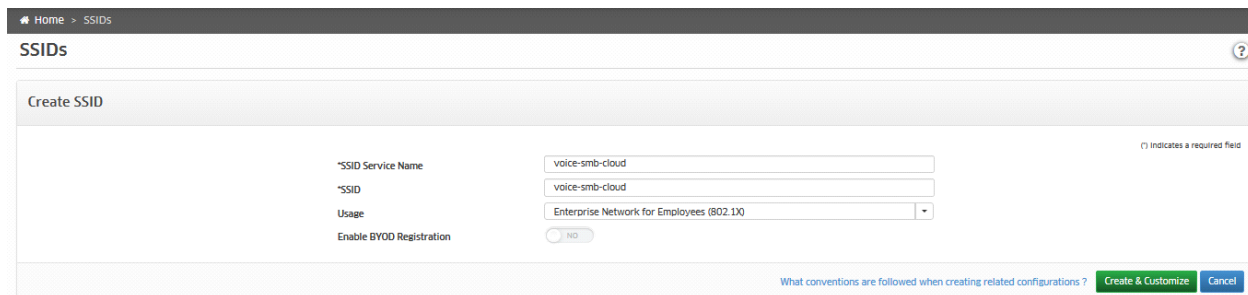 Home > SSIDs
SSIDs
?
Create SSID
(*) Indicates a required field
*SSID Service Name voice-smb-cloud
*SSID voice-smb-cloud
Usage Enterprise Network for Employees (802.1X)
Enable BYOD Registration NO
What conventions are followed when creating related configurations ? Create & Customize Cancel